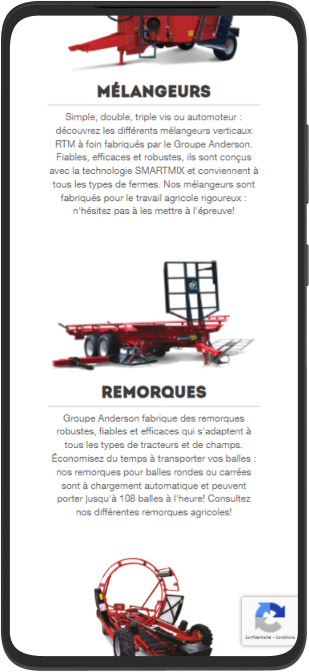 MÉLANGEURS
Simple, double, triple vis ou automoteur :
découvrez les différents mélangeurs verticaux
RTM à foin fabriqués par le Groupe Anderson.
Fiables, efficaces et robustes, ils sont conçus
avec la technologie SMARTMIX et conviennent à
tous les types de fermes. Nos mélangeurs sont
fabriqués pour le travail agricole rigoureux :
n'hésitez pas à les mettre à l'épreuve!
REMORQUES
Groupe Anderson fabrique des remorques
robustes, fiables et efficaces qui s'adaptent à
tous les types de tracteurs et de champs.
Économisez du temps à transporter vos balles :
nos remorques pour balles rondes ou carrées
sont à chargement automatique et peuvent
porter jusqu'à 108 balles à l'heure! Consultez
nos différentes remorques agricoles!
Confidentialité - Conditions